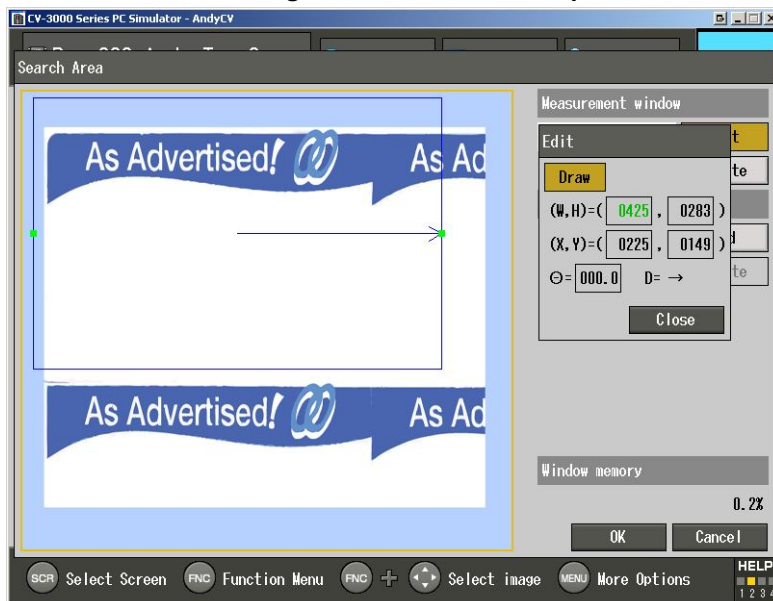 CV-3000 Series PC Simulator - AndyCV
Search Area
Measurement window
Edit
Draw
(W,H)=( 0425 , 0283 )
(X,Y)=( 0225 , 0149 )
Θ= 000.0 D= →
Close
As Advertised! As Ad
As Advertised! As Ad
Window memory
0.2%
OK Cancel
SCR Select Screen FNC Function Menu FNC + Select image MENU More Options HELP
1 2 3 4